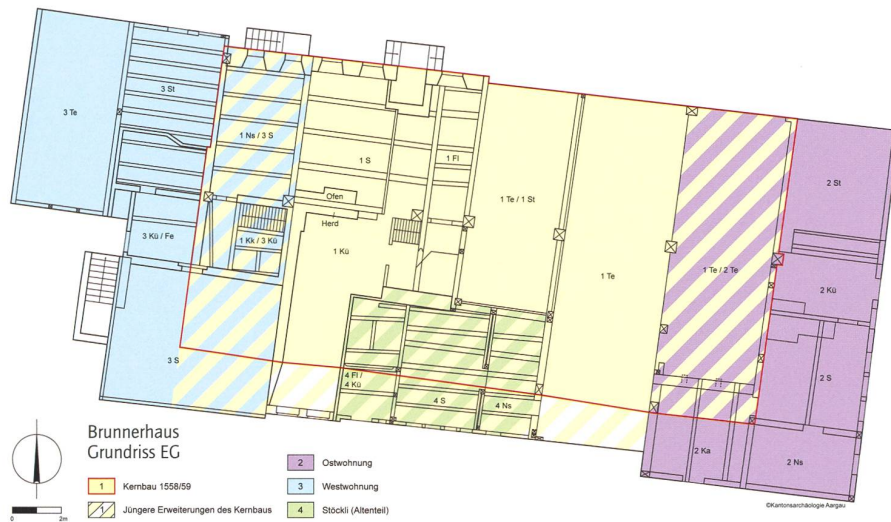 3 Te
3 St
1 Ns / 3 S
1 S
1 Fl
Ofen
Herd
1 Te / 1 St
1 Te
1 Te / 2 Te
2 St
3 Kü / Fe
1 Kk / 3 Kü
1 Kü
2 Kü
3 S
4 Fl /
4 Kü
4 S
4 Ns
2 S
2 Ka
2 Ns
Brunnerhaus
Grundriss EG
1 Kernbau 1558/59
1 Jüngere Erweiterungen des Kernbaus
2 Ostwohnung
3 Westwohnung
4 Stöckli (Altenteil)
0 2m
©Kantonsarchäologie Aargau